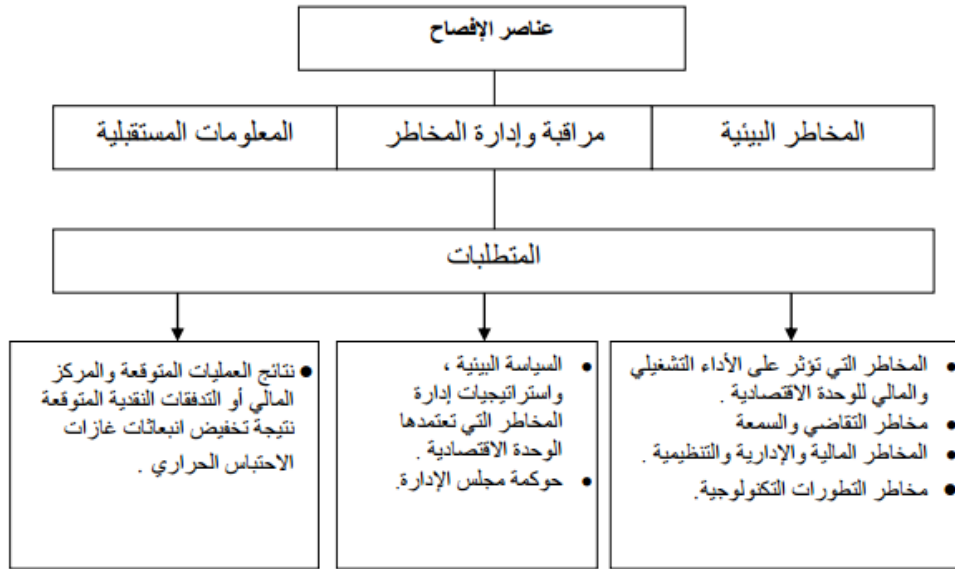 عناصر الإفصاح
المخاطر البيئية
مراقبة وإدارة المخاطر
المعلومات المستقبلية
المتطلبات
● المخاطر التي تؤثر على الأداء التشغيلي
والمالي للوحدة الاقتصادية .
● مخاطر التقاضي والسمعة
● المخاطر المالية والإدارية والتنظيمية .
● مخاطر التطورات التكنولوجية.
● السياسة البيئية ،
واستراتيجيات إدارة
المخاطر التي تعتمدها
الوحدة الاقتصادية .
● حوكمة مجلس الإدارة.
● نتائج العمليات المتوقعة والمركز
المالي أو التدفقات النقدية المتوقعة
نتيجة تخفيض انبعاثات غازات
الاحتباس الحراري .